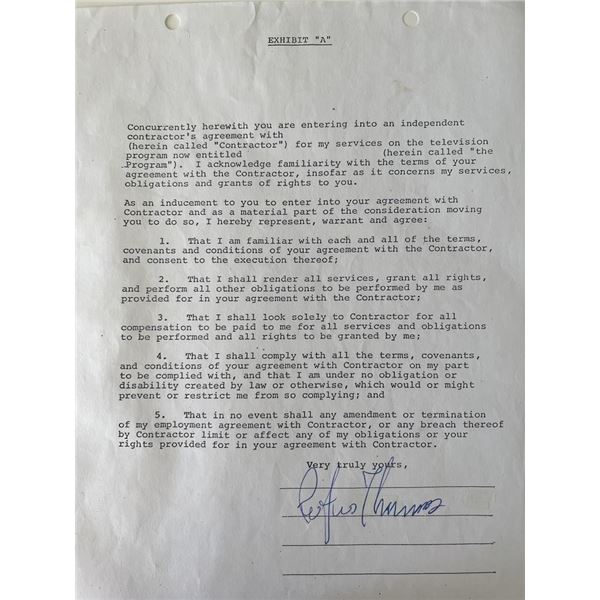 EXHIBIT "A"
Concurrently herewith you are entering into an independent
contractor's agreement with
(herein called "Contractor") for my services on the television
program now entitled (herein called "the
Program"). I acknowledge familiarity with the terms of your
agreement with the Contractor, insofar as it concerns my services,
obligations and grants of rights to you.
As an inducement to you to enter into your agreement with
Contractor and as a material part of the consideration moving
you to do so, I hereby represent, warrant and agree:
1. That I am familiar with each and all of the terms,
covenants and conditions of your agreement with the Contractor,
and consent to the execution thereof;
2. That I shall render all services, grant all rights,
and perform all other obligations to be performed by me as
provided for in your agreement with the Contractor;
3. That I shall look solely to Contractor for all
compensation to be paid to me for all services and obligations
to be performed and all rights to be granted by me;
4. That I shall comply with all the terms, covenants,
and conditions of your agreement with Contractor on my part
to be complied with, and that I am under no obligation or
disability created by law or otherwise, which would or might
prevent or restrict me from so complying; and
5. That in no event shall any amendment or termination
of my employment agreement with Contractor, or any breach thereof
by Contractor limit or affect any of my obligations or your
rights provided for in your agreement with Contractor.
Very truly yours,
Rufus Thomas